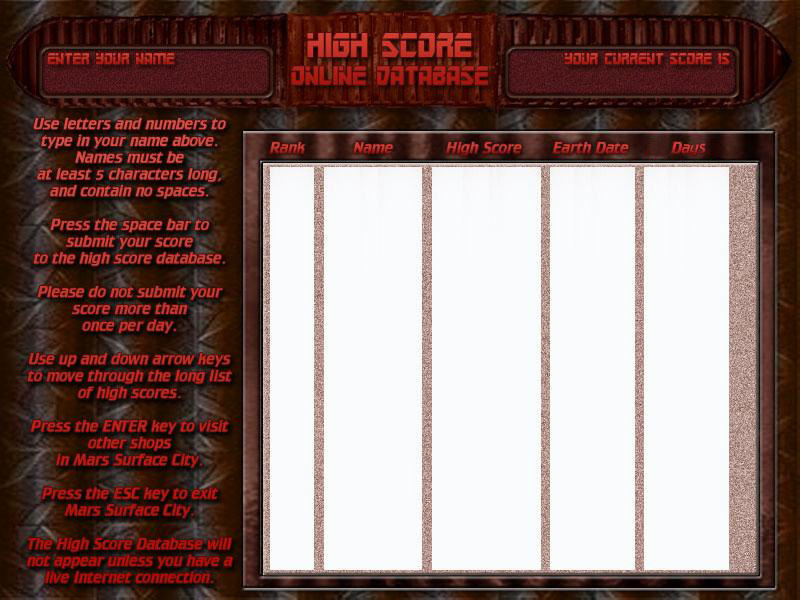 HIGH SCORE
ONLINE DATABASE
ENTER YOUR NAME
YOUR CURRENT SCORE IS
Use letters and numbers to
type in your name above.
Names must be
at least 5 characters long,
and contain no spaces.
Press the space bar to
submit your score
to the high score database.
Please do not submit your
score more than
once per day.
Use up and down arrow keys
to move through the long list
of high scores.
Press the ENTER key to visit
other shops
in Mars Surface City.
Press the ESC key to exit
Mars Surface City.
The High Score Database will
not appear unless you have a
live Internet connection.
Rank Name High Score Earth Date Days